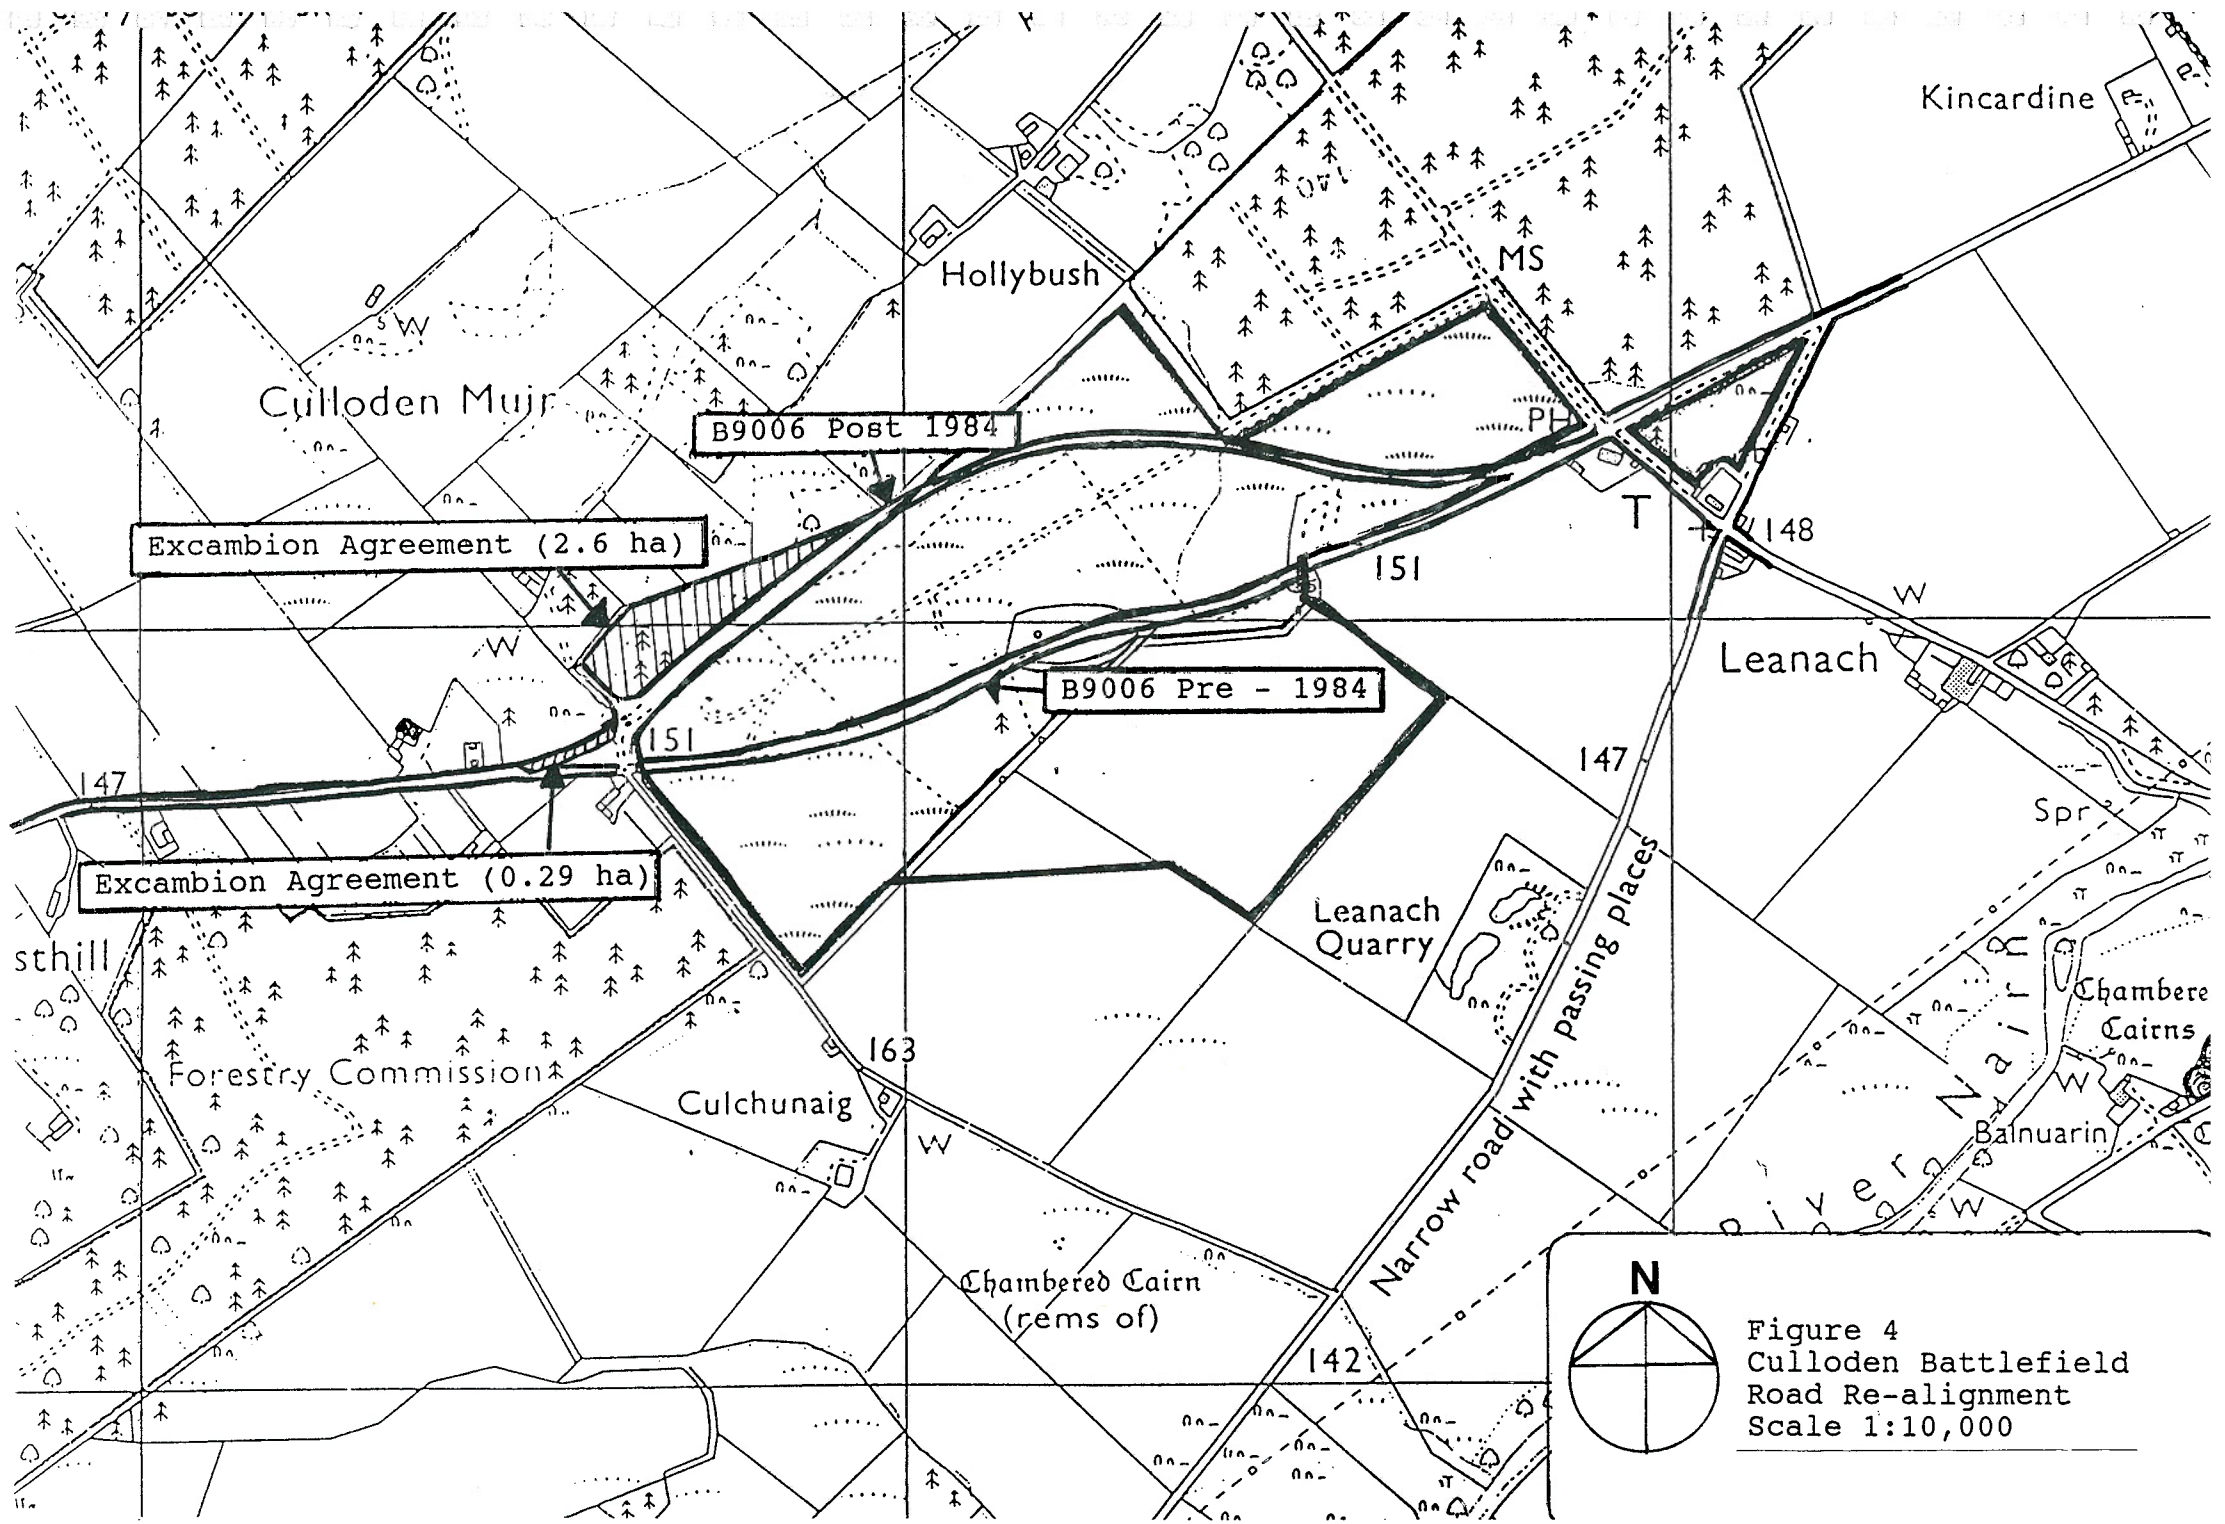 Kincardine
MS
Hollybush
W
Culloden Muir
B9006 Post 1984
PH
T
148
Excambion Agreement (2.6 ha)
151
W
W
Leanach
B9006 Pre - 1984
151
147
147
Spr
Excambion Agreement (0.29 ha)
Leanach
Quarry
sthill
Chambere
Cairns
163
Forestry Commission
Narrow road with passing places
Culchunaig
W
W
Balnuarin
River Nairn
W
Chambered Cairn
(rems of)
142
N
Figure 4
Culloden Battlefield
Road Re-alignment
Scale 1:10,000